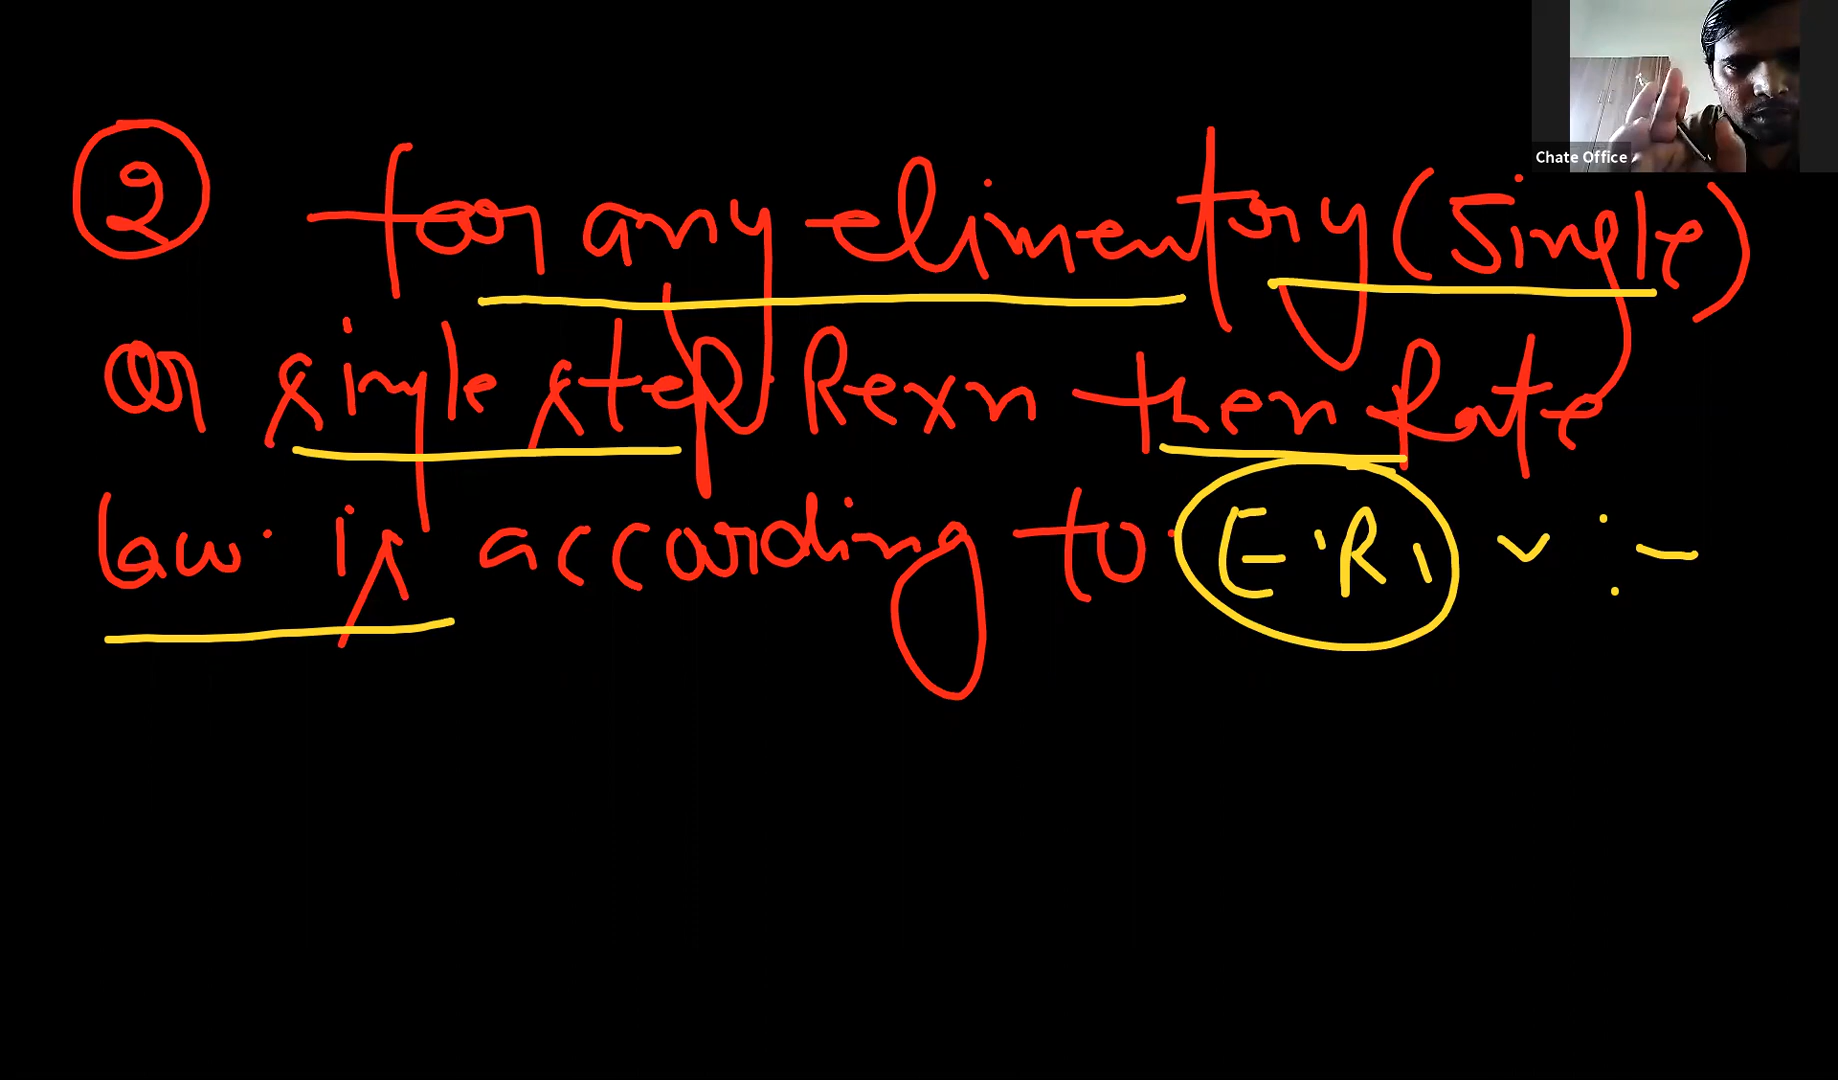 Chate Office
② for any elimentory (Single)
or single step Rexn then Rate
law is according to E.R. :-